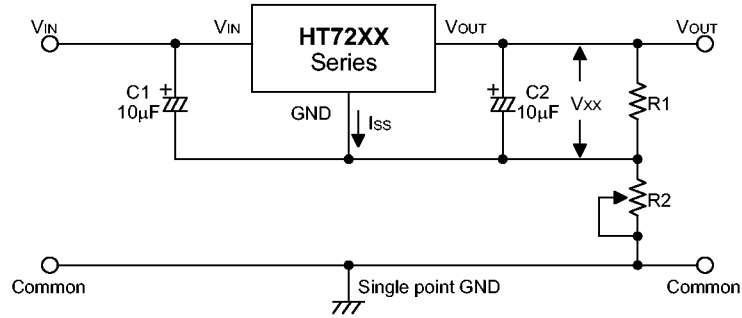 VIN
VIN
HT72XX
Series
VOUT
VOUT
C1
10µF
GND
ISS
C2
10µF
VXX
R1
R2
Common
Single point GND
Common